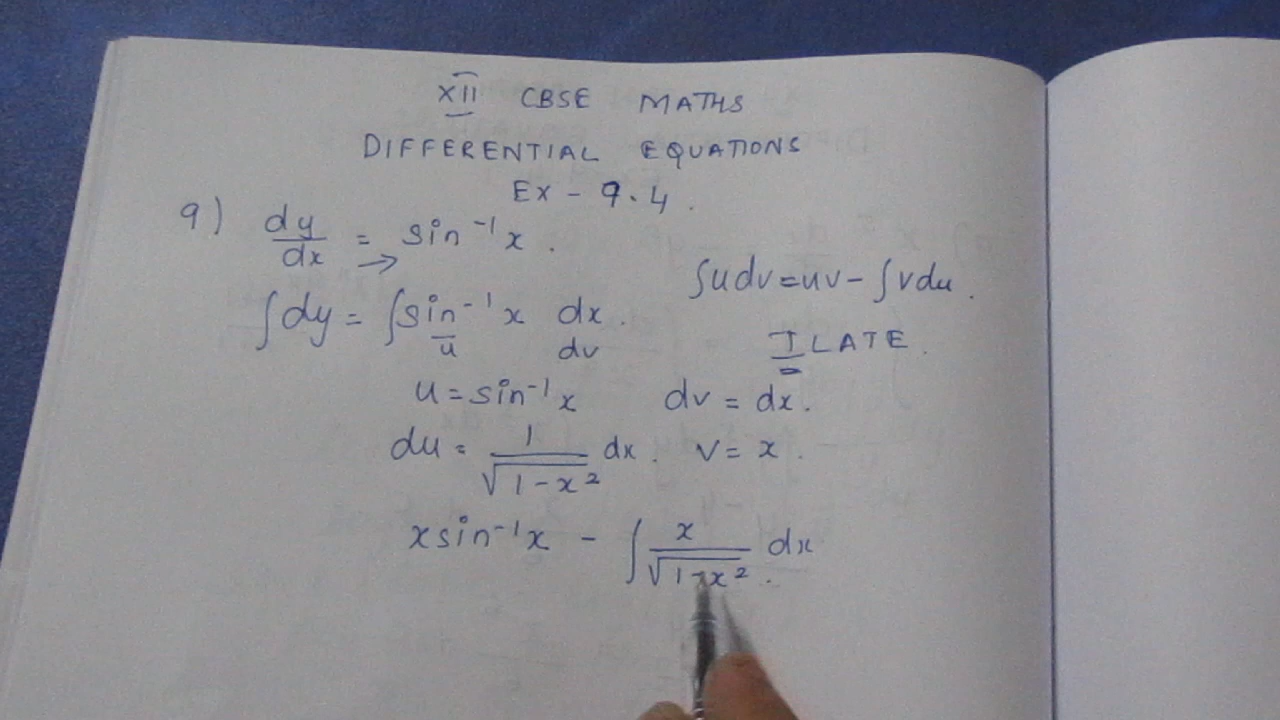 XII CBSE MATHS
DIFFERENTIAL EQUATIONS
EX - 9.4.
9) dy/dx = sin⁻¹x.
→
∫udv = uv - ∫vdu.
∫dy = ∫sin⁻¹x dx.
u dv
ILATE.
u = sin⁻¹x dv = dx.
du = 1/√(1-x²) dx. v = x.
x sin⁻¹x - ∫ x/√(1-x²) dx.